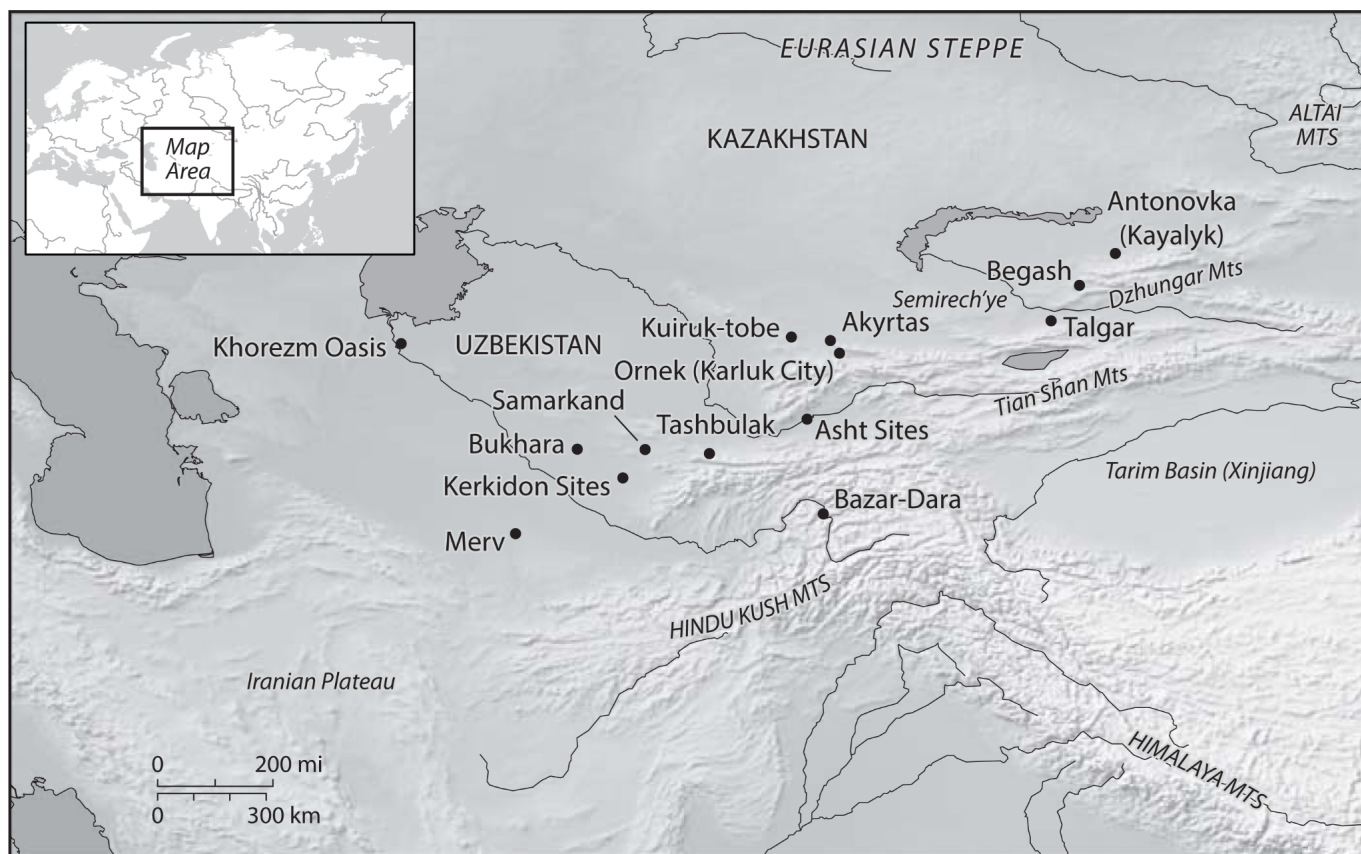 EURASIAN STEPPE
Map
Area
KAZAKHSTAN
ALTAI
MTS
Antonovka
(Kayalyk)
Begash
Dzhungar Mts
Semirech'ye
Talgar
Kuiruk-tobe
Akyrtas
Khorezm Oasis
UZBEKISTAN
Ornek (Karluk City)
Tian Shan Mts
Samarkand
Tashbulak
Asht Sites
Bukhara
Tarim Basin (Xinjiang)
Kerkidon Sites
Bazar-Dara
Merv
HINDU KUSH MTS
Iranian Plateau
HIMALAYA MTS
0 200 mi
0 300 km